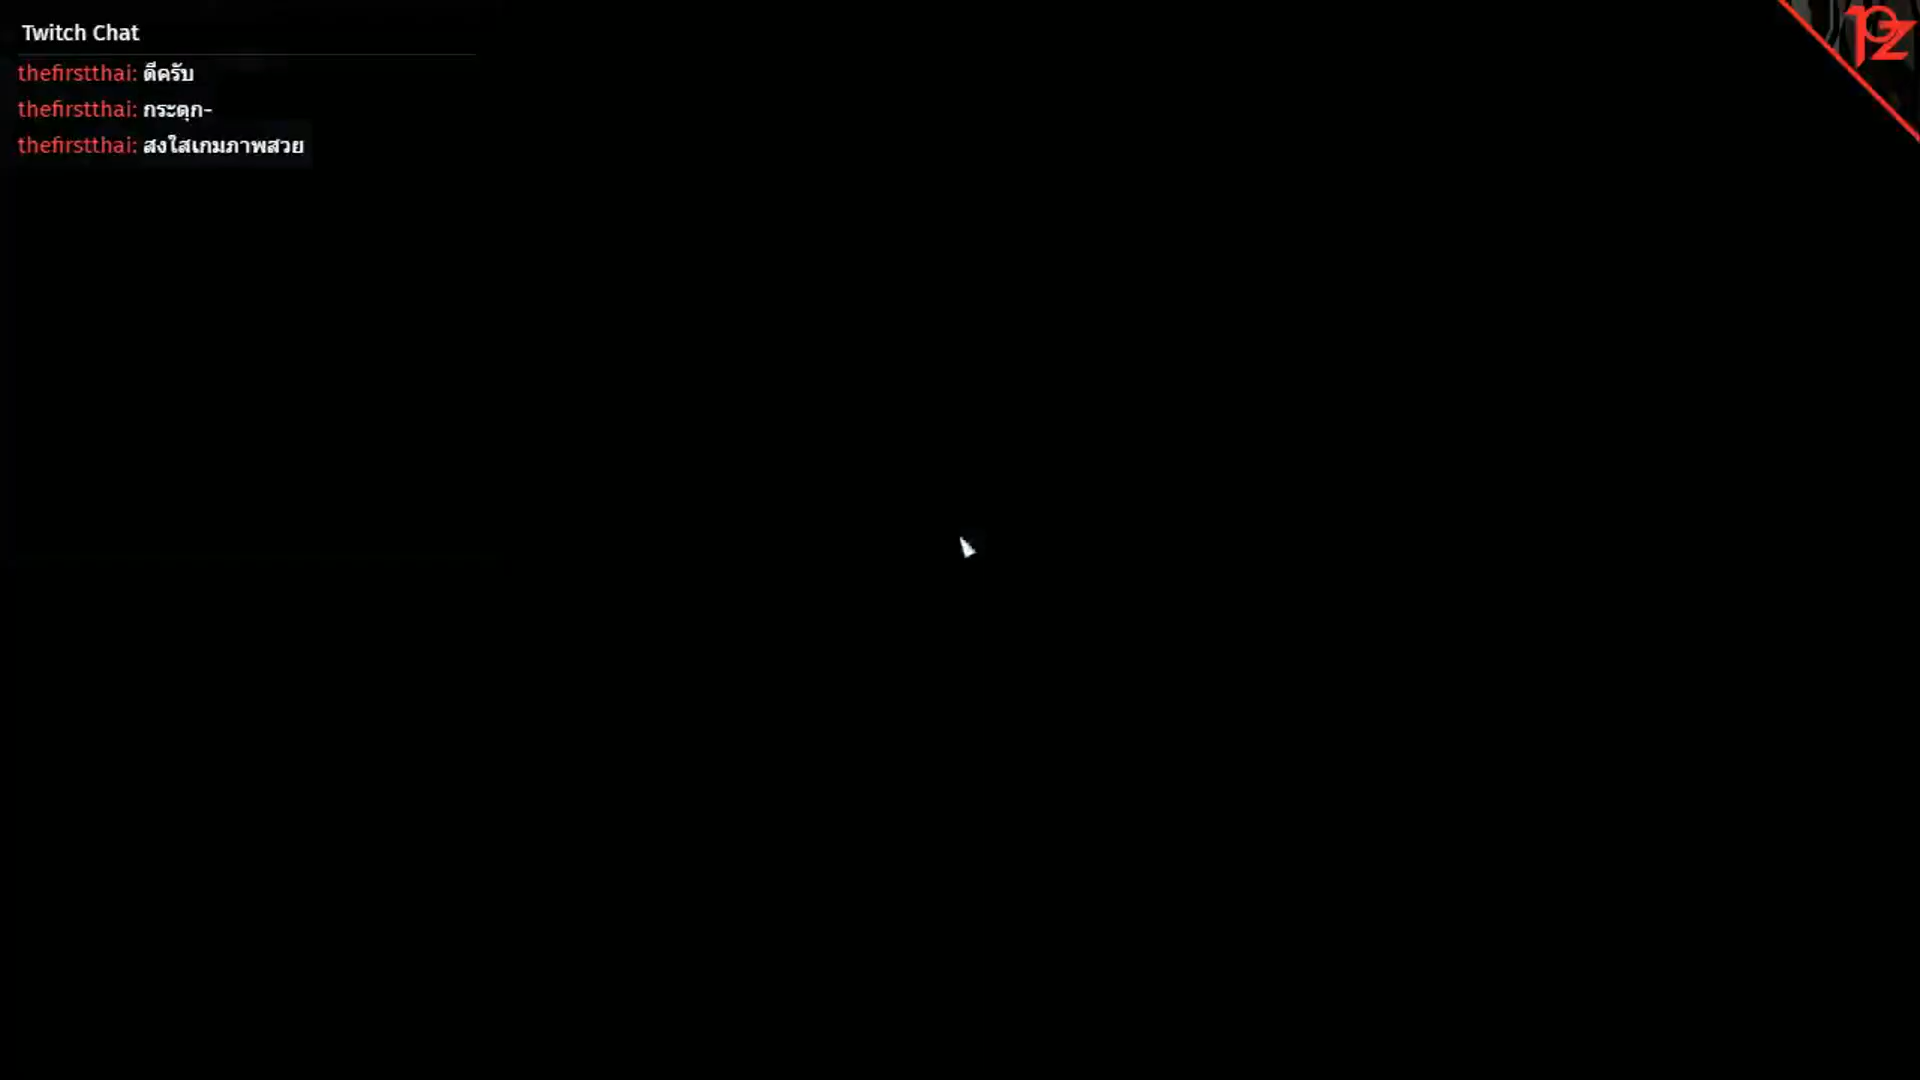 Twitch Chat
thefirstthai: ดีครับ
thefirstthai: กระตุก-
thefirstthai: สงใสเกมภาพสวย